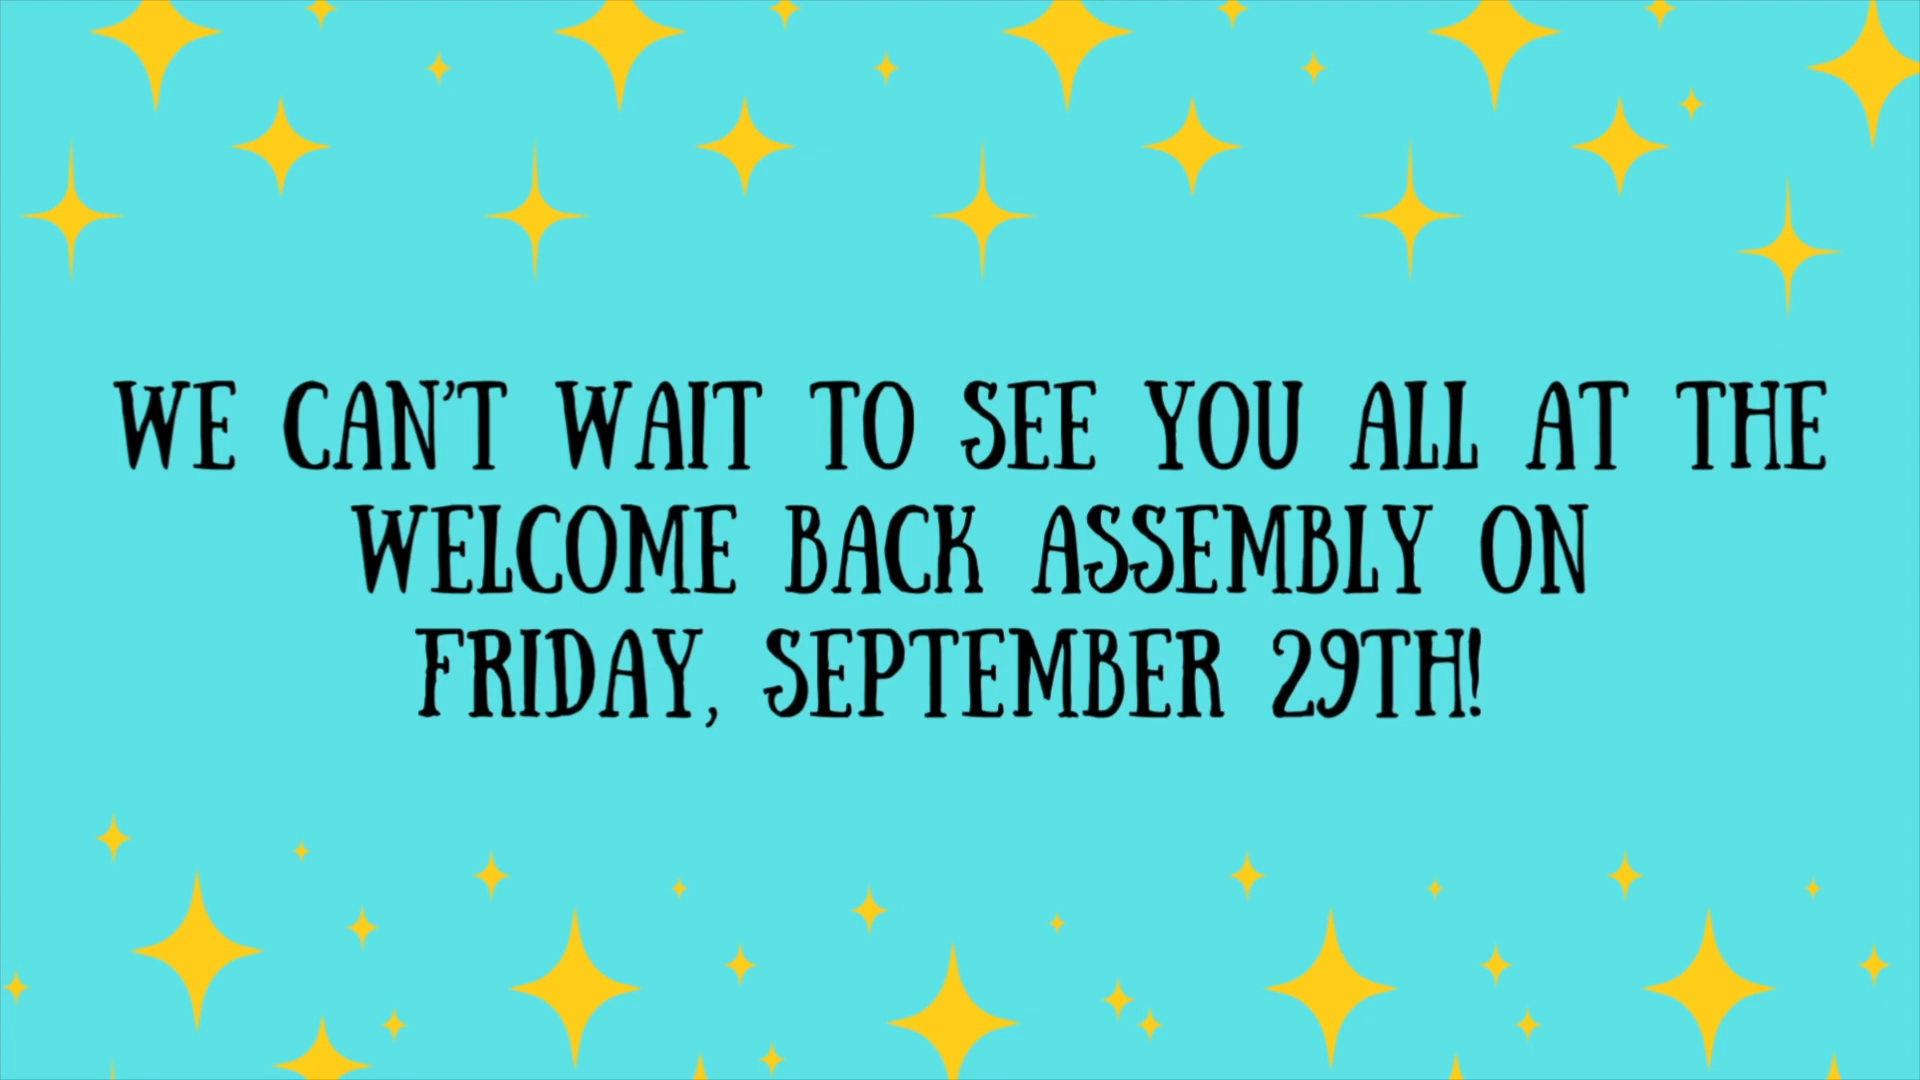 WE CAN'T WAIT TO SEE YOU ALL AT THE
WELCOME BACK ASSEMBLY ON
FRIDAY, SEPTEMBER 29TH!